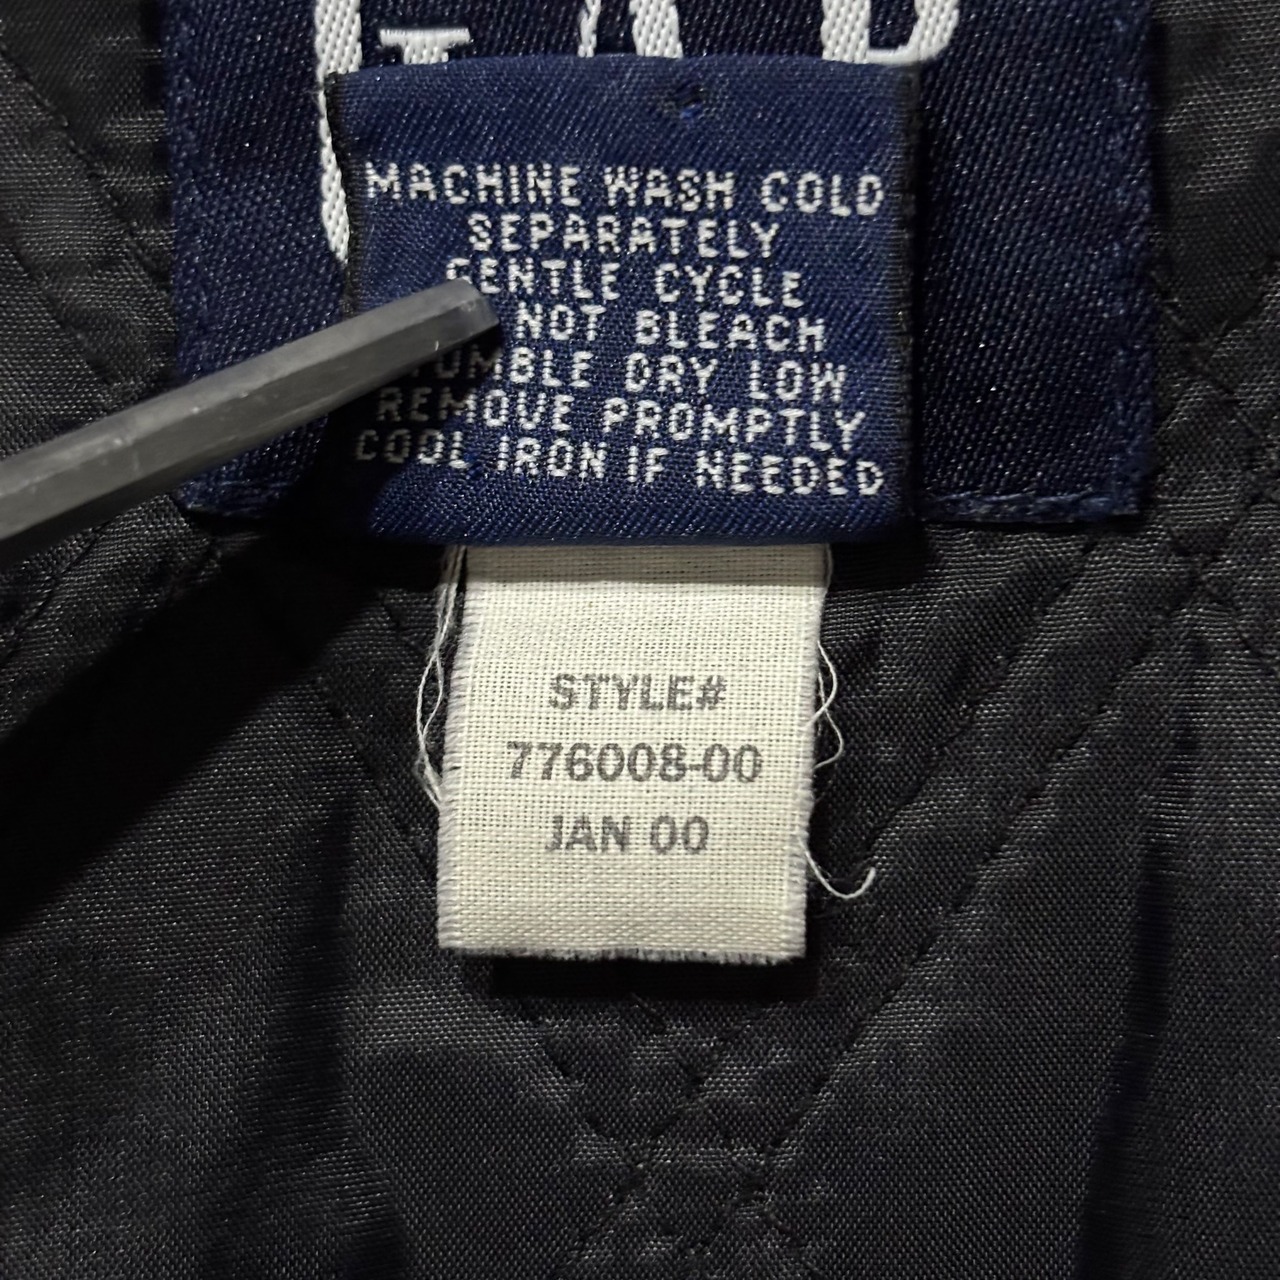 GAP
MACHINE WASH COLD
SEPARATELY
GENTLE CYCLE
NOT BLEACH
TUMBLE DRY LOW
REMOVE PROMPTLY
COOL IRON IF NEEDED
STYLE#
776008-00
JAN 00